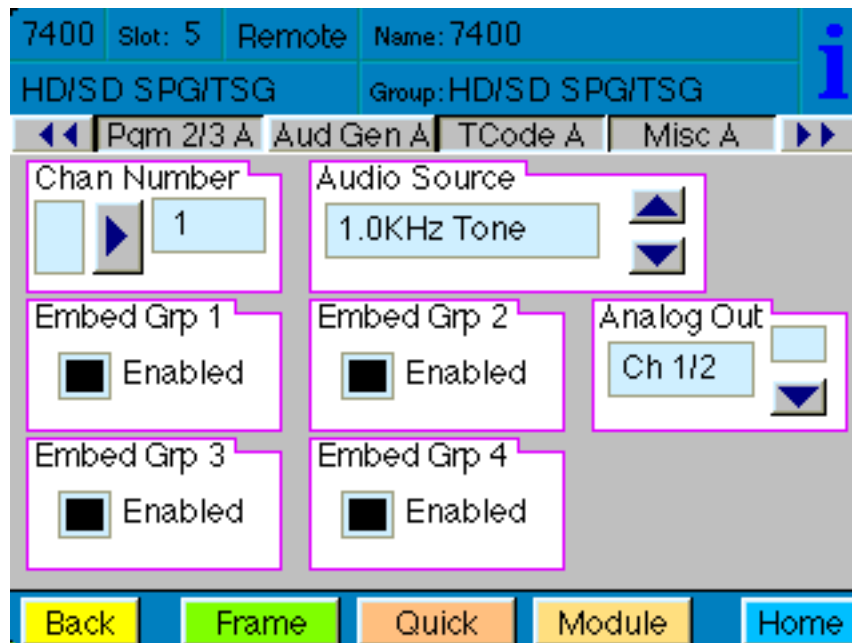 7400 Slot: 5 Remote Name: 7400
HD/SD SPG/TSG Group: HD/SD SPG/TSG
i
Pgm 2/3 A Aud Gen A TCode A Misc A
Chan Number
1
Audio Source
1.0KHz Tone
Embed Grp 1
Enabled
Embed Grp 2
Enabled
Analog Out
Ch 1/2
Embed Grp 3
Enabled
Embed Grp 4
Enabled
Back Frame Quick Module Home